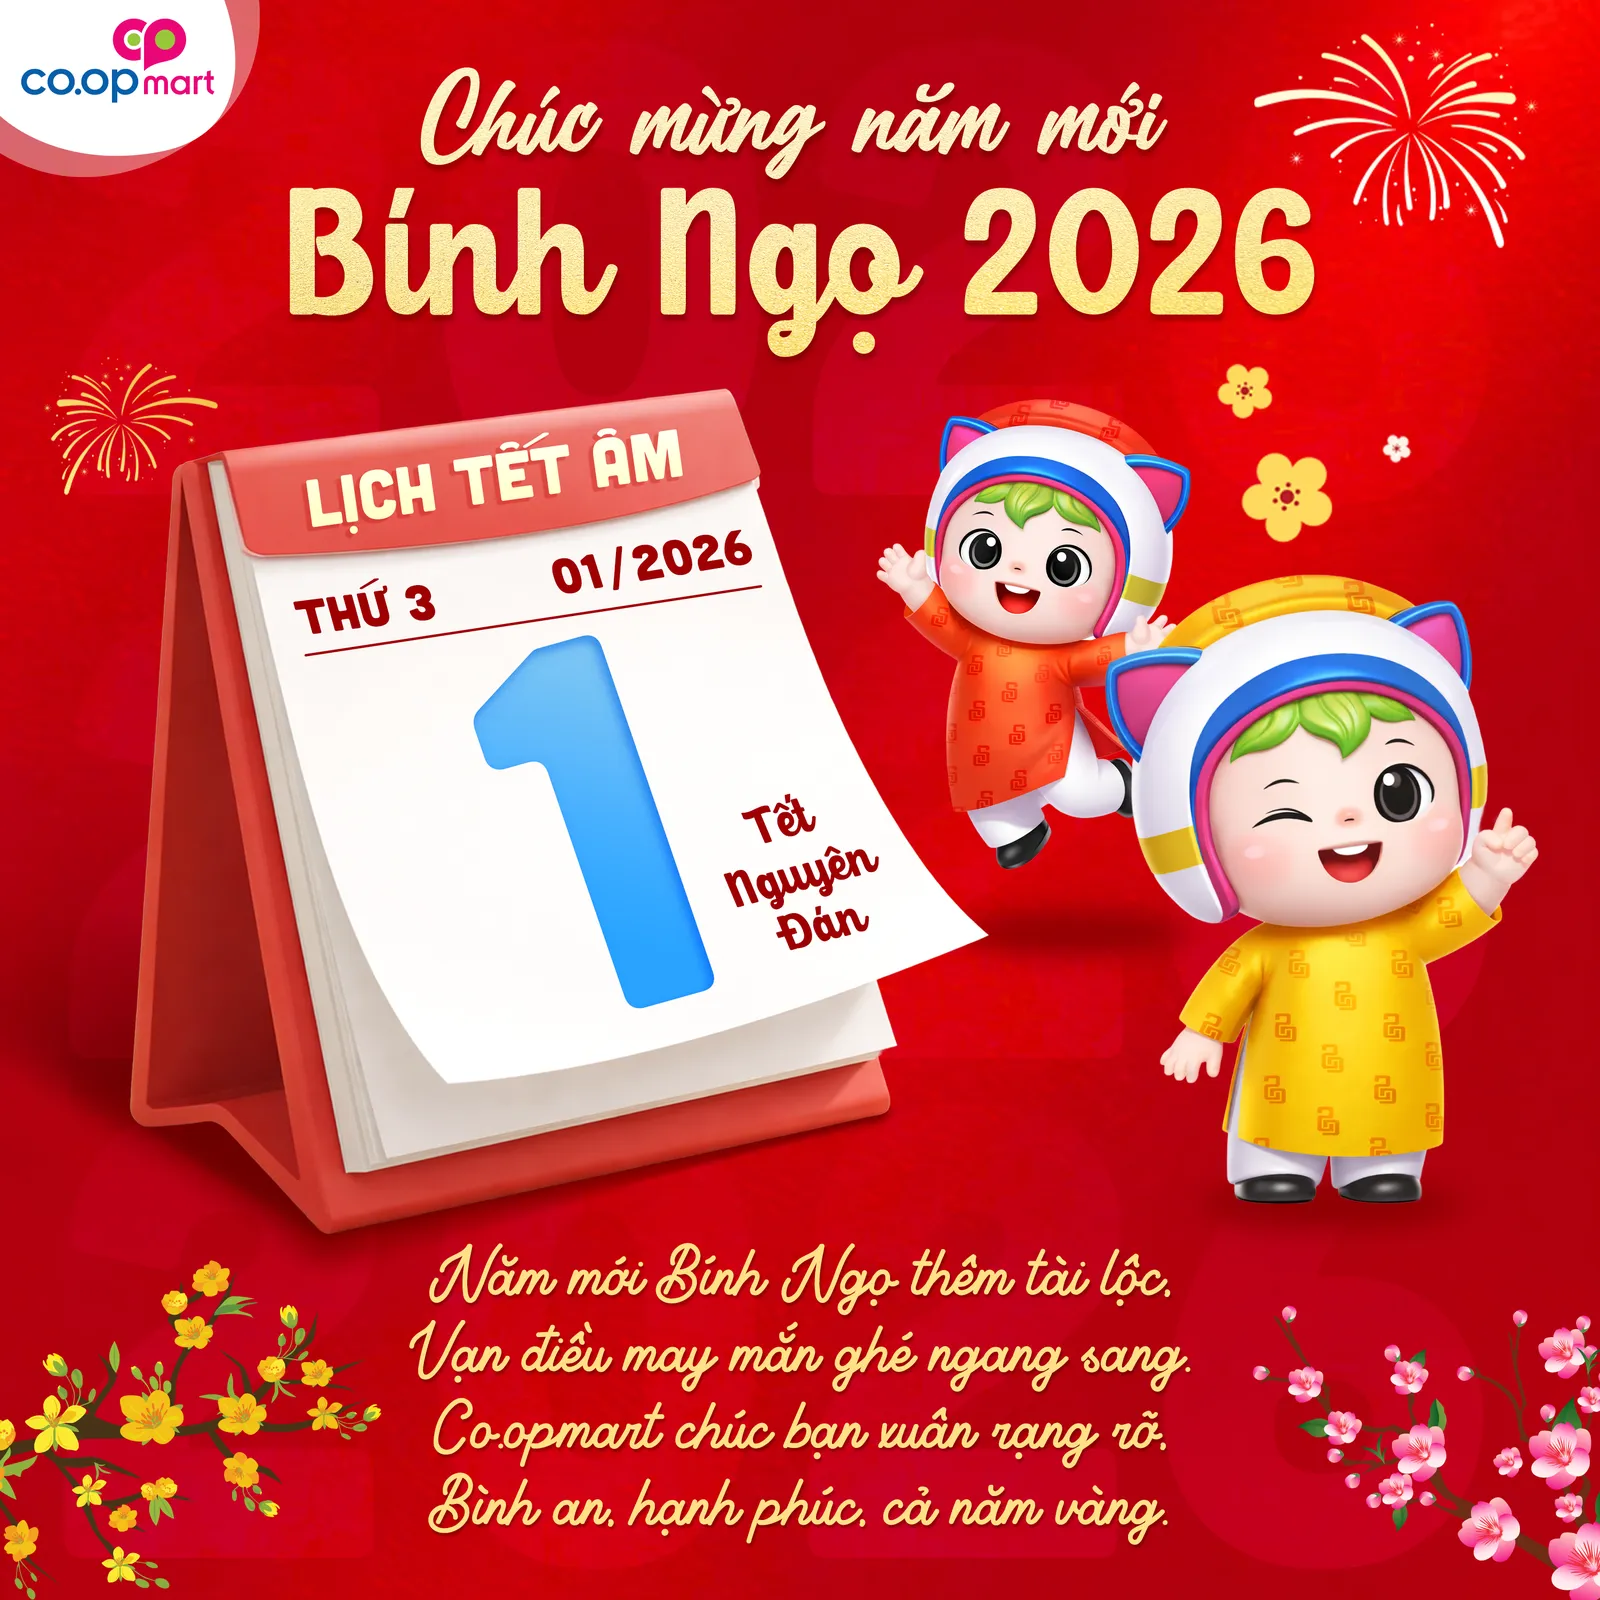 co.opmart
Chúc mừng năm mới
Bính Ngọ 2026
LỊCH TẾT ÂM
THỨ 3
01/2026
1
Tết
Nguyên
Đán
Năm mới Bính Ngọ thêm tài lộc,
Vạn điều may mắn ghé ngang sang.
Co.opmart chúc bạn xuân rạng rỡ,
Bình an, hạnh phúc, cả năm vàng.